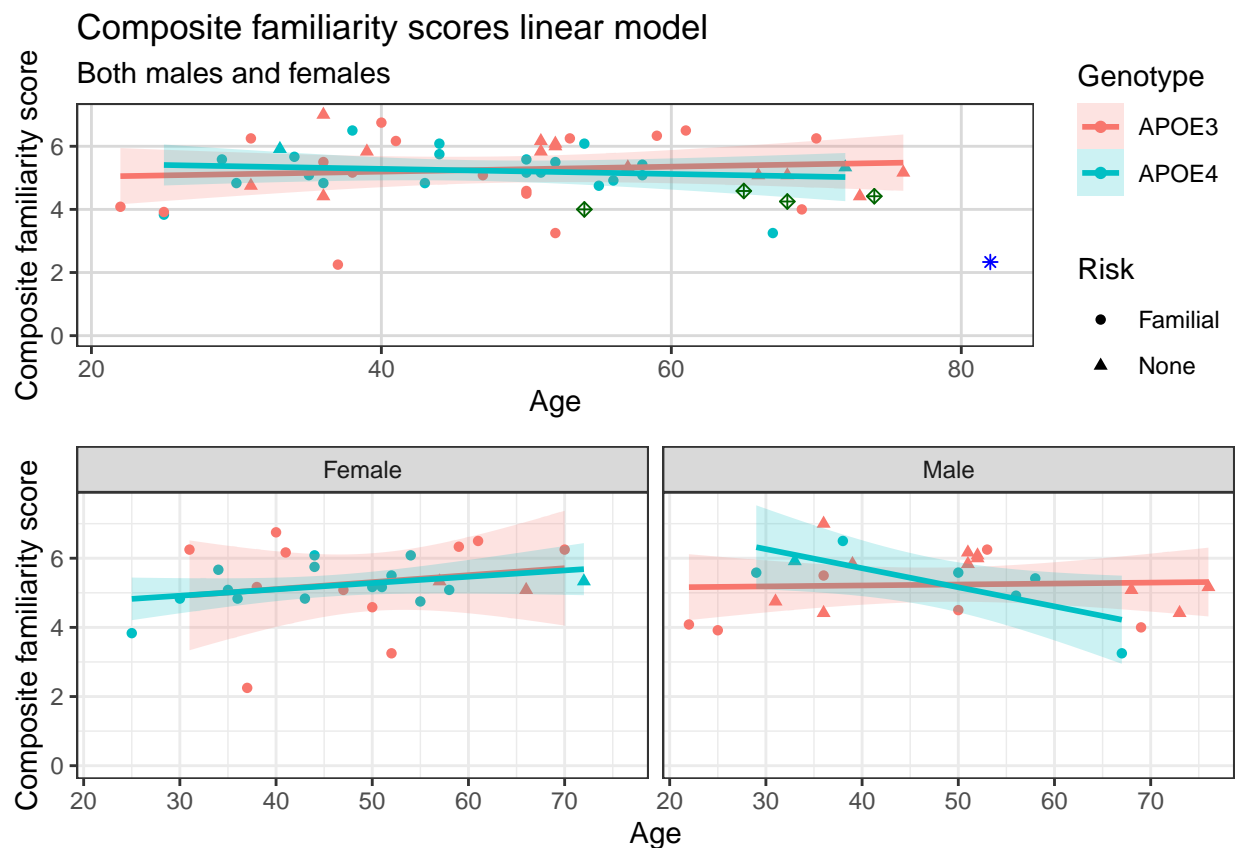 Composite familiarity scores linear model
Both males and females
Composite familiarity score
6
4
2
0
20 40 60 80
Age
Genotype
APOE3
APOE4
Risk
Familial
None
Female
Male
Composite familiarity score
6
4
2
0
20 30 40 50 60 70
20 30 40 50 60 70
Age